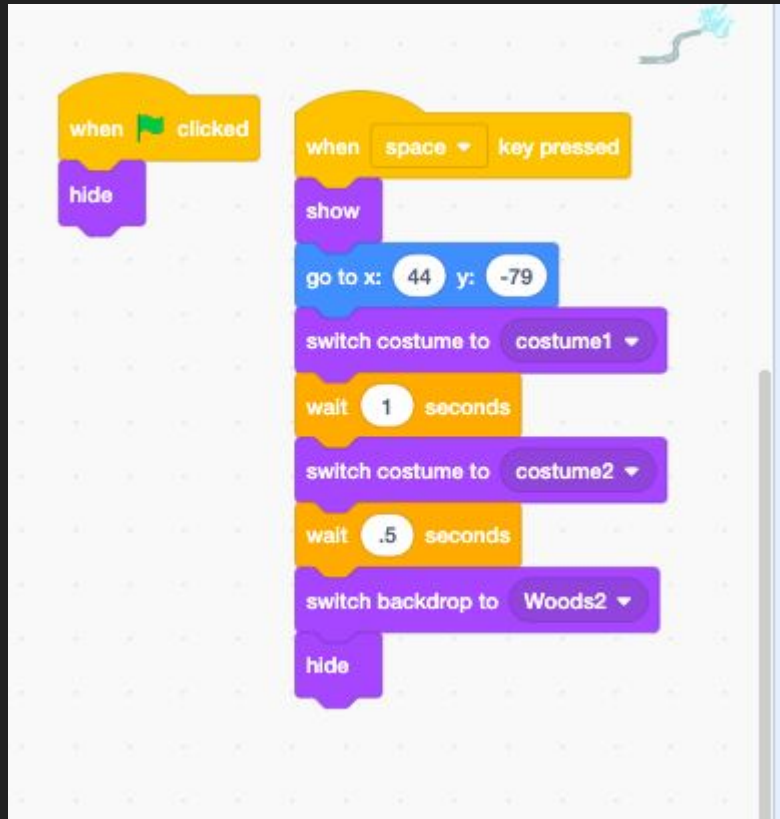 when clicked
hide
when space key pressed
show
go to x: 44 y: -79
switch costume to costume1
wait 1 seconds
switch costume to costume2
wait .5 seconds
switch backdrop to Woods2
hide